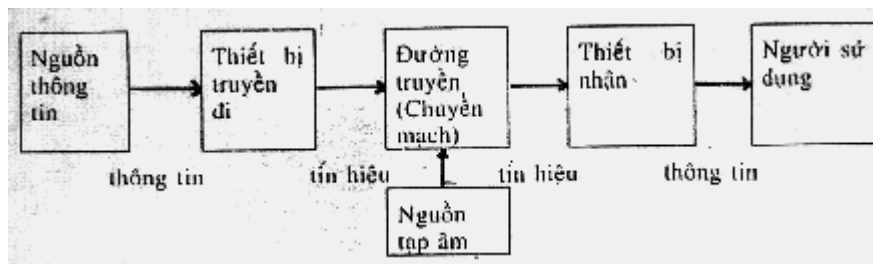 Nguồn
thông
tin
Thiết bị
truyền
đi
Đường
truyền
(Chuyển
mạch)
Thiết bị
nhận
Người sử
dụng
thông tin
tín hiệu
tín hiệu
thông tin
Nguồn
tạp âm